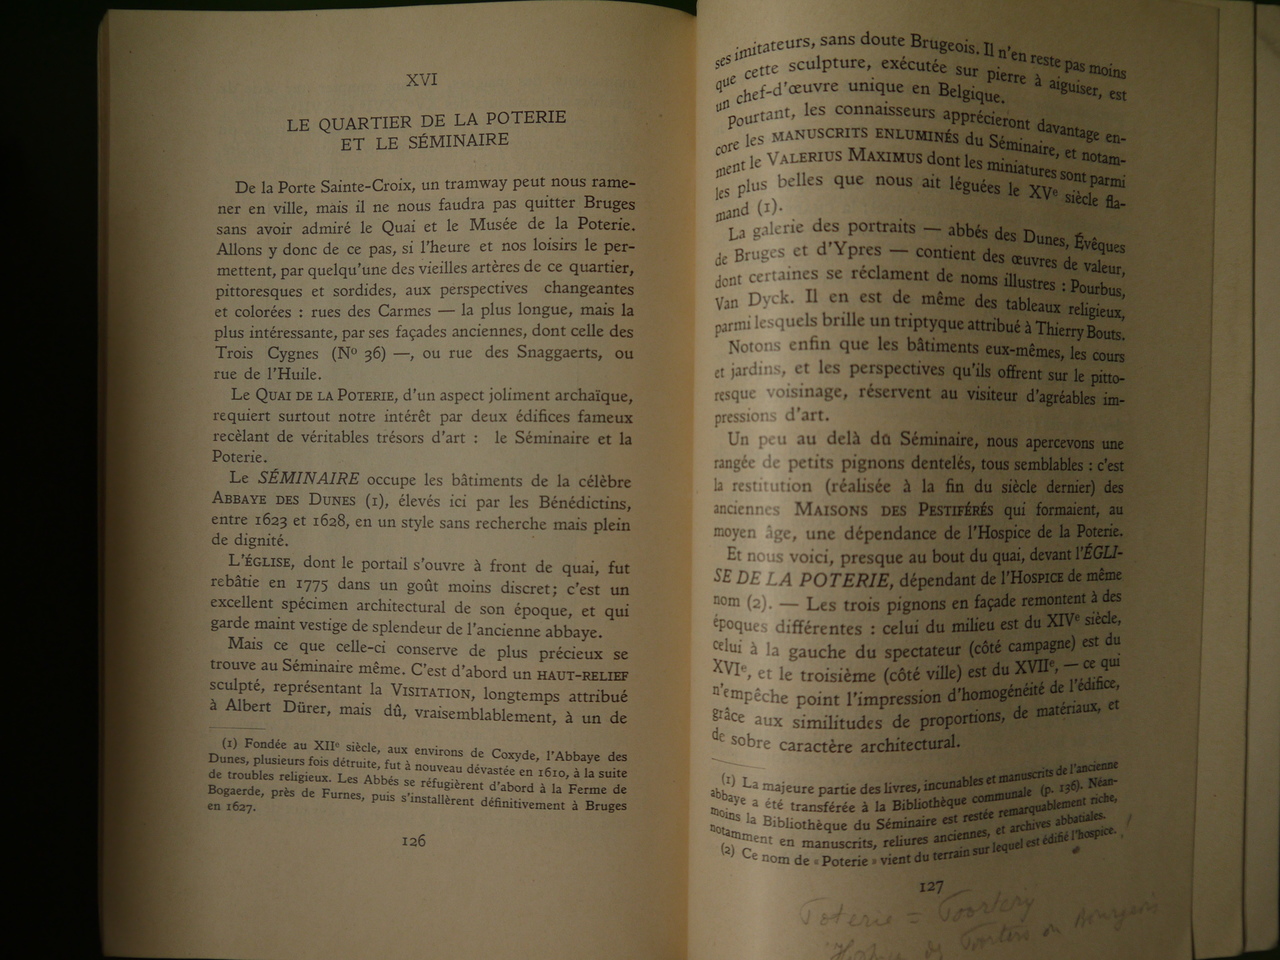 XVI
LE QUARTIER DE LA POTERIE
ET LE SÉMINAIRE
De la Porte Sainte-Croix, un tramway peut nous rame-
ner en ville, mais il ne nous faudra pas quitter Bruges
sans avoir admiré le Quai et le Musée de la Poterie.
Allons y donc de ce pas, si l'heure et nos loisirs le per-
mettent, par quelqu'une des vieilles artères de ce quartier,
pittoresques et sordides, aux perspectives changeantes
et colorées : rues des Carmes — la plus longue, mais la
plus intéressante, par ses façades anciennes, dont celle des
Trois Cygnes (Nº 36) —, ou rue des Snaggaerts, ou
rue de l'Huile.
Le QUAI DE LA POTERIE, d'un aspect joliment archaïque,
requiert surtout notre intérêt par deux édifices fameux
recèlant de véritables trésors d'art : le Séminaire et la
Poterie.
Le SÉMINAIRE occupe les bâtiments de la célèbre
ABBAYE DES DUNES (1), élevés ici par les Bénédictins,
entre 1623 et 1628, en un style sans recherche mais plein
de dignité.
L'ÉGLISE, dont le portail s'ouvre à front de quai, fut
rebâtie en 1775 dans un goût moins discret; c'est un
excellent spécimen architectural de son époque, et qui
garde maint vestige de splendeur de l'ancienne abbaye.
Mais ce que celle-ci conserve de plus précieux se
trouve au Séminaire même. C'est d'abord un HAUT-RELIEF
sculpté, représentant la VISITATION, longtemps attribué
à Albert Dürer, mais dû, vraisemblablement, à un de
(1) Fondée au XIIe siècle, aux environs de Coxyde, l'Abbaye des
Dunes, plusieurs fois détruite, fut à nouveau dévastée en 1610, à la suite
de troubles religieux. Les Abbés se réfugièrent d'abord à la Ferme de
Bogaerde, près de Furnes, puis s'installèrent définitivement à Bruges
en 1627.
126
ses imitateurs, sans doute Brugeois. Il n'en reste pas moins
que cette sculpture, exécutée sur pierre à aiguiser, est
un chef-d'œuvre unique en Belgique.
Pourtant, les connaisseurs apprécieront davantage en-
core les MANUSCRITS ENLUMINÉS du Séminaire, et notam-
ment le VALERIUS MAXIMUS dont les miniatures sont parmi
les plus belles que nous ait léguées le XVe siècle fla-
mand (1).
La galerie des portraits — abbés des Dunes, Évêques
de Bruges et d'Ypres — contient des œuvres de valeur,
dont certaines se réclament de noms illustres : Pourbus,
Van Dyck. Il en est de même des tableaux religieux,
parmi lesquels brille un triptyque attribué à Thierry Bouts.
Notons enfin que les bâtiments eux-mêmes, les cours
et jardins, et les perspectives qu'ils offrent sur le pitto-
resque voisinage, réservent au visiteur d'agréables im-
pressions d'art.
Un peu au delà du Séminaire, nous apercevons une
rangée de petits pignons dentelés, tous semblables : c'est
la restitution (réalisée à la fin du siècle dernier) des
anciennes MAISONS DES PESTIFÉRÉS qui formaient, au
moyen âge, une dépendance de l'Hospice de la Poterie.
Et nous voici, presque au bout du quai, devant l'ÉGLI-
SE DE LA POTERIE, dépendant de l'HOSPICE de même
nom (2). — Les trois pignons en façade remontent à des
époques différentes : celui du milieu est du XIVe siècle,
celui à la gauche du spectateur (côté campagne) est du
XVIe, et le troisième (côté ville) est du XVIIe, — ce qui
n'empêche point l'impression d'homogénéité de l'édifice,
grâce aux similitudes de proportions, de matériaux, et
de sobre caractère architectural.
(1) La majeure partie des livres, incunables et manuscrits de l'ancienne
abbaye a été transférée à la Bibliothèque communale (p. 136). Néan-
moins la Bibliothèque du Séminaire est restée remarquablement riche,
notamment en manuscrits, reliures anciennes, et archives abbatiales.
(2) Ce nom de « Poterie » vient du terrain sur lequel est édifié l'hospice.
127
Poterie =